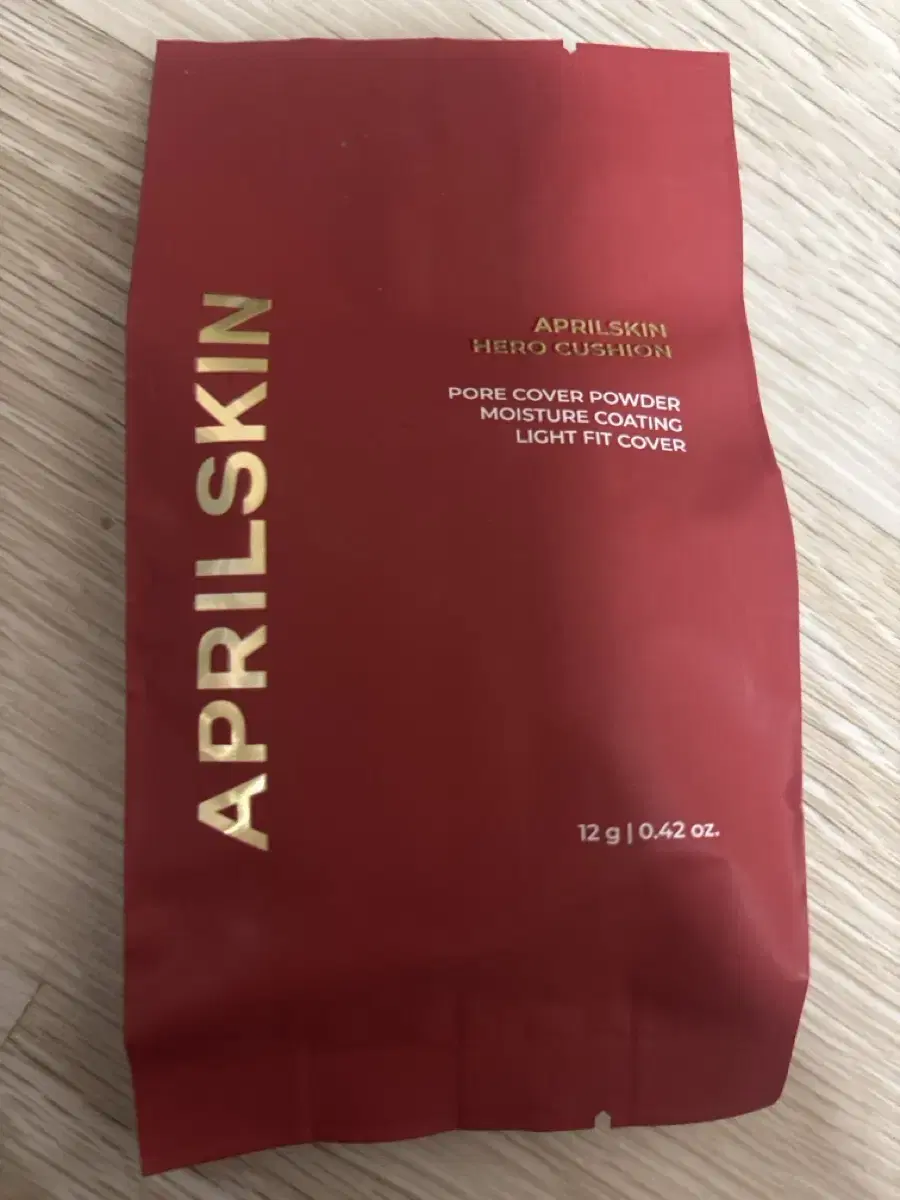 APRILSKIN
APRILSKIN
HERO CUSHION
PORE COVER POWDER
MOISTURE COATING
LIGHT FIT COVER
12 g | 0.42 oz.